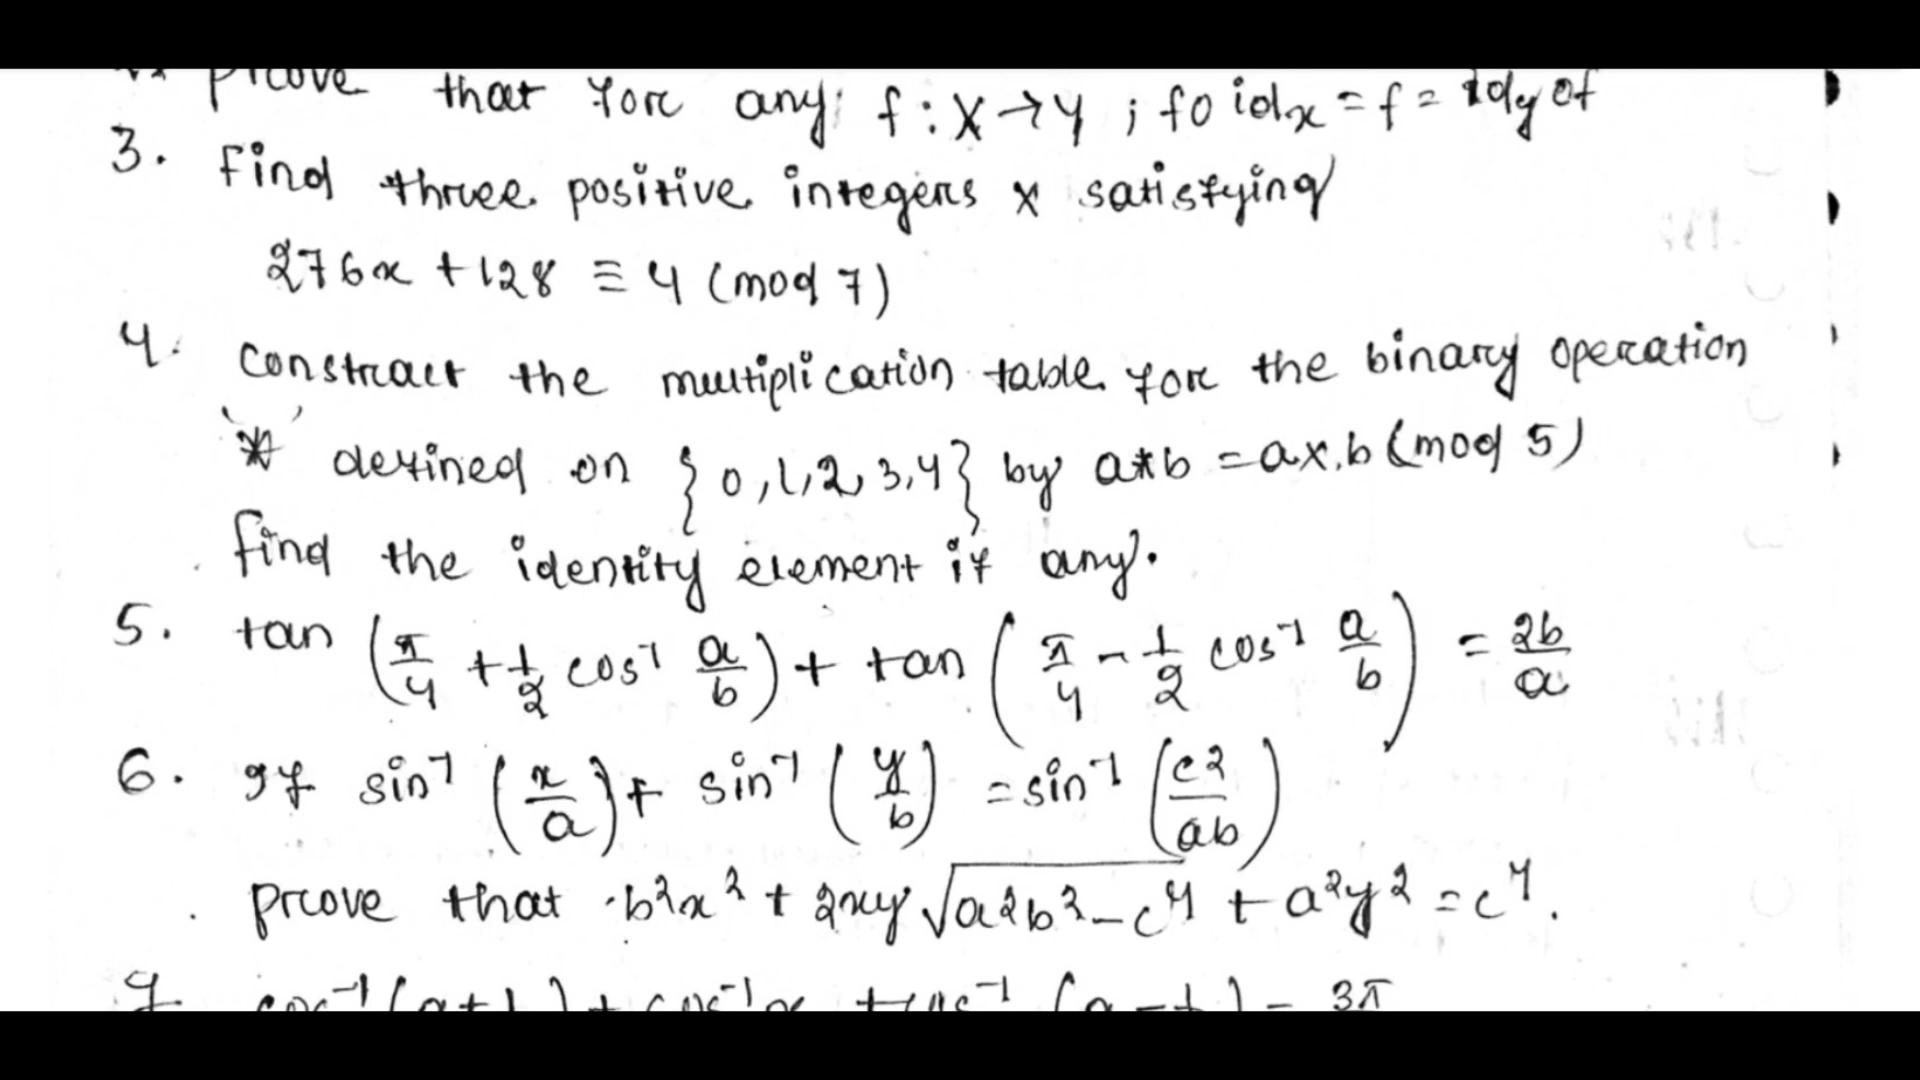 prove that for any f : X → Y ; f o idx = f = idy o f
3. Find three positive integers x satisfying
276x + 128 ≡ 4 (mod 7)
4. Construct the multiplication table for the binary operation
'*' defined on {0,1,2,3,4} by a*b = a×b (mod 5)
find the identity element if any.
5. tan (π/4 + 1/2 cos⁻¹ a/b) + tan (π/4 - 1/2 cos⁻¹ a/b) = 2b/a
6. If sin⁻¹ (x/a) + sin⁻¹ (y/b) = sin⁻¹ (c²/ab)
prove that b²x² + 2xy √(a²b² - c⁴) + a²y² = c⁴.